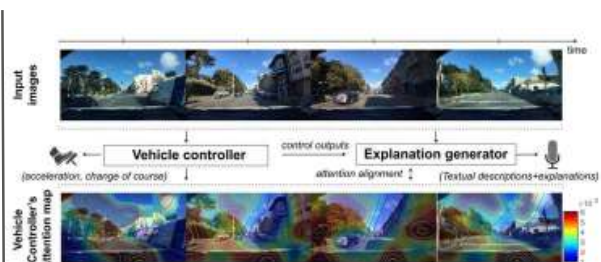 time
Input
images
Vehicle controller
control outputs
Explanation generator
(acceleration, change of course)
attention alignment
(Textual descriptions+explanations)
Vehicle
Controller's
attention map